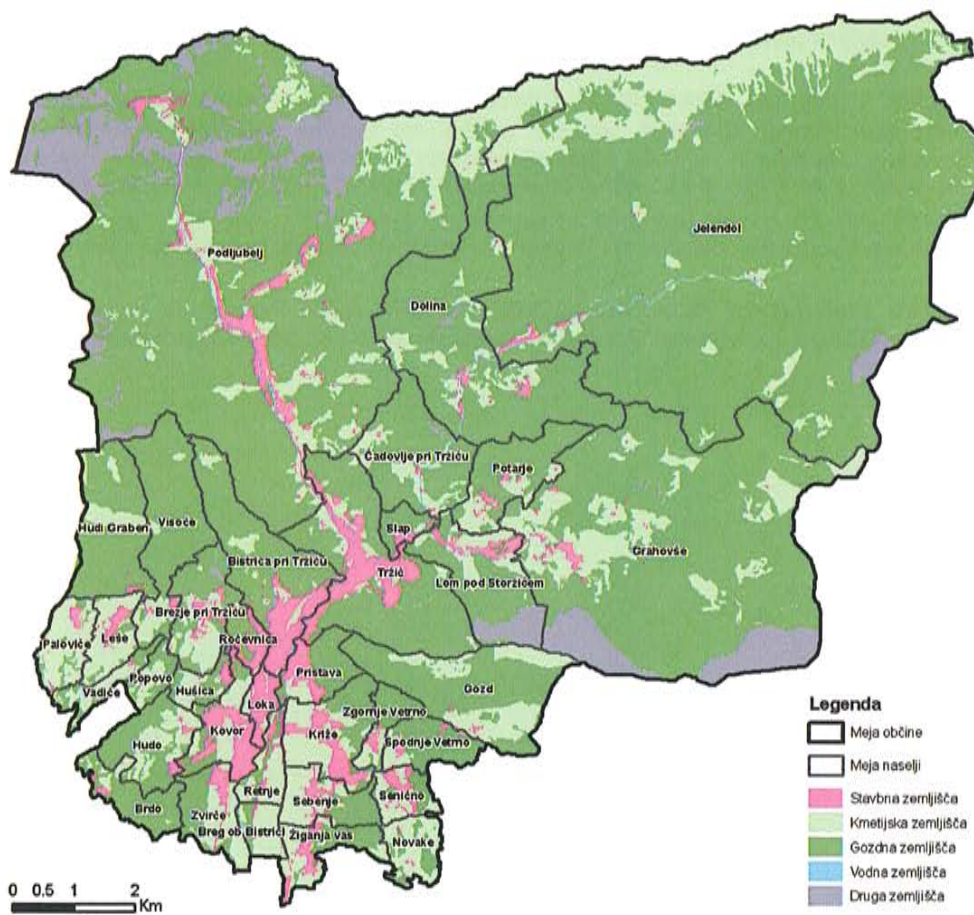 Podljubelj
Jelendol
Dolina
Čadovlje pri Tržiču
Potarje
Hudi Graben
Visoče
Slap
Grahovše
Bistrica pri Tržiču
Tržič
Lom pod Storžičem
Brezje pri Tržiču
Paloviče
Leše
Ročevnica
Pristava
Gozd
Vadiče
Popovo
Hušica
Loka
Zgornje Vetrno
Kovor
Križe
Spodnje Vetrno
Hudo
Retnje
Sebenje
Senično
Brdo
Zvirče
Breg ob Bistrici
Žiganja vas
Novake
Legenda
Meja občine
Meja naselji
Stavbna zemljišča
Kmetijska zemljišča
Gozdna zemljišča
Vodna zemljišča
Druga zemljišča
0 0.5 1 2
Km